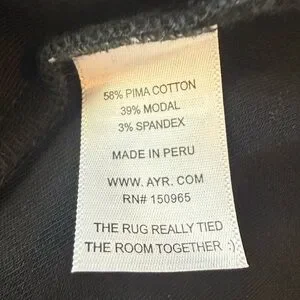 58% PIMA COTTON
39% MODAL
3% SPANDEX
MADE IN PERU
WWW. AYR. COM
RN# 150965
THE RUG REALLY TIED
THE ROOM TOGETHER :)